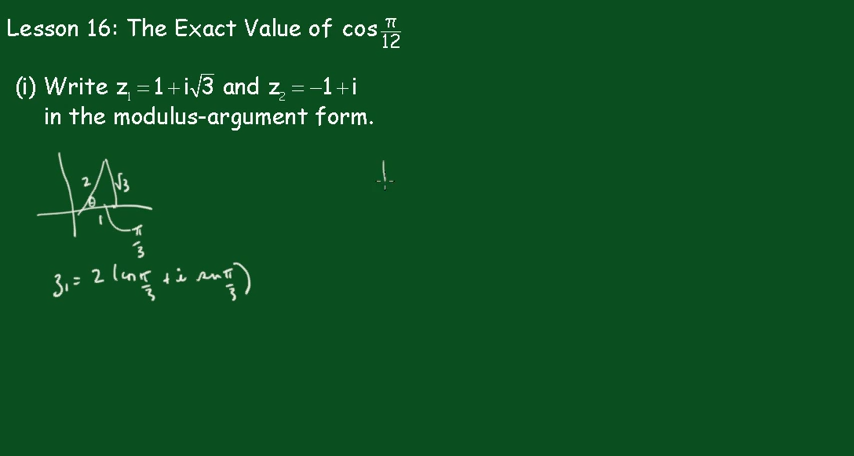 Lesson 16: The Exact Value of cos π/12
(i) Write z₁ = 1 + i√3 and z₂ = −1 + i
in the modulus-argument form.
2 √3
θ
1
π/3
z₁ = 2 (cos π/3 + i sin π/3)